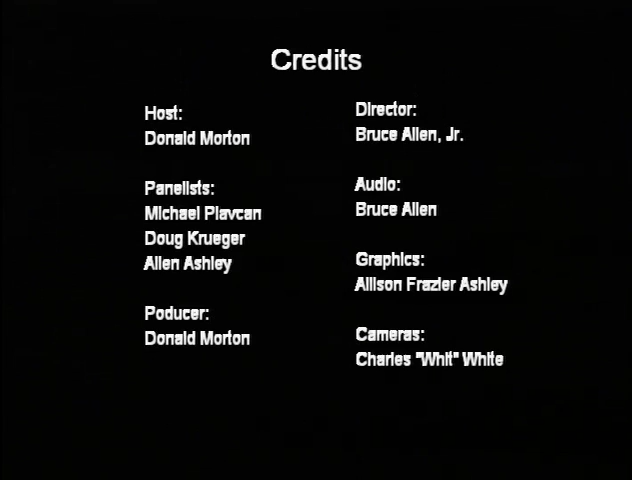 Credits
Host:
Donald Morton
Panelists:
Michael Plavcan
Doug Krueger
Allen Ashley
Poducer:
Donald Morton
Director:
Bruce Allen, Jr.
Audio:
Bruce Allen
Graphics:
Allison Frazier Ashley
Cameras:
Charles "Whit" White